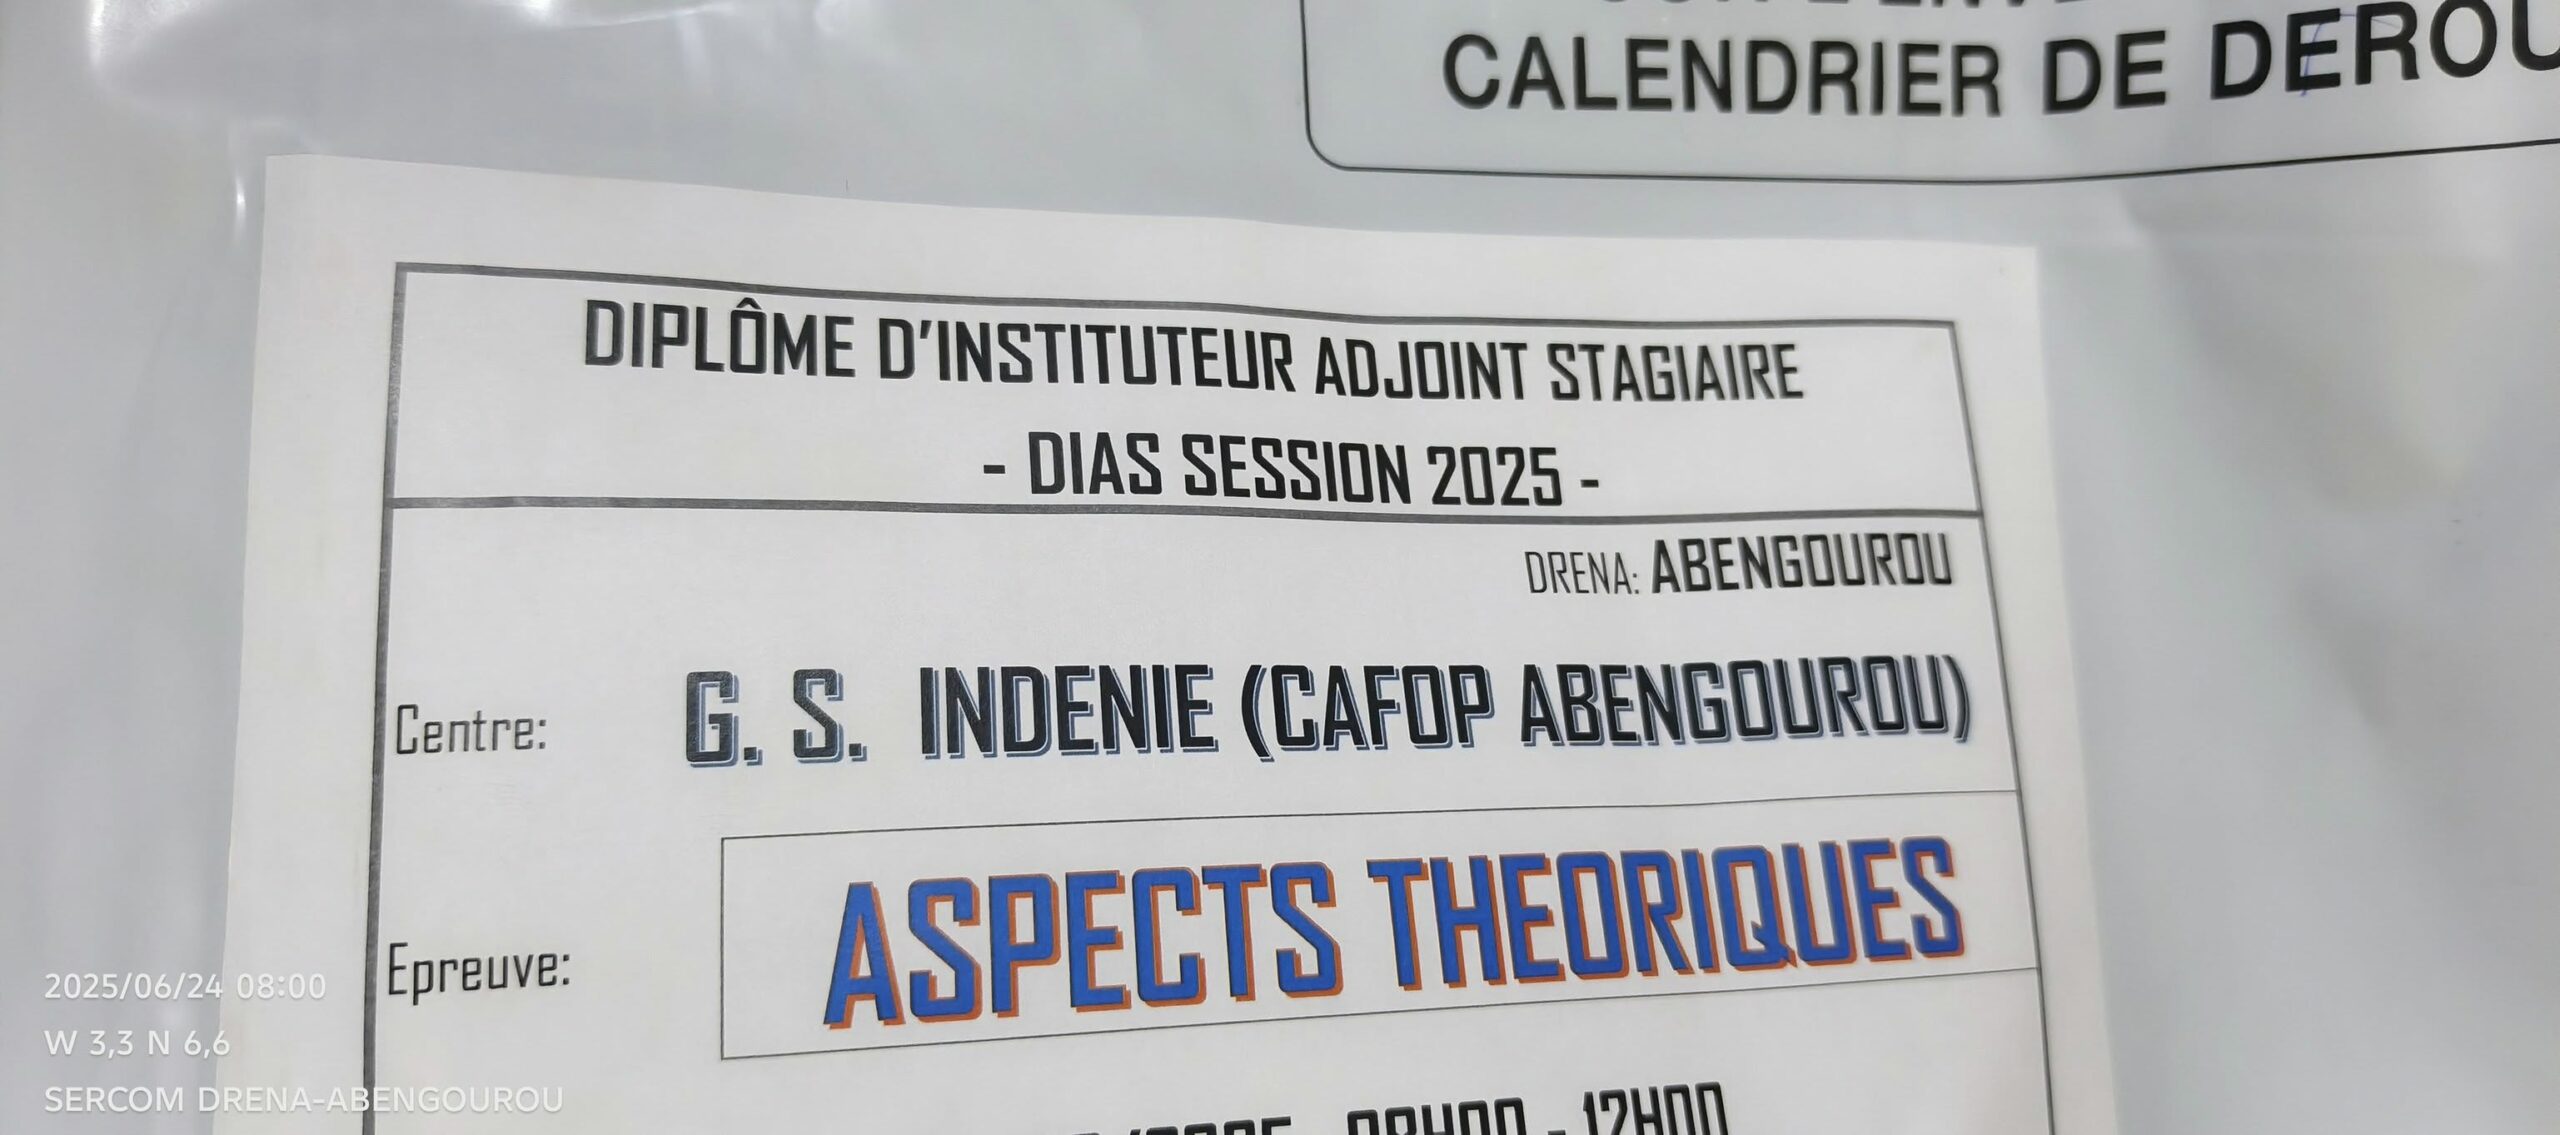 CALENDRIER DE
DIPLÔME D'INSTITUTEUR ADJOINT STAGIAIRE
- DIAS SESSION 2025 -
DRENA: ABENGOUROU
Centre: G. S. INDENIE (CAFOP ABENGOUROU)
Epreuve: ASPECTS THEORIQUES
- 12H00
2025/06/24 08:00
W 3,3 N 6,6
SERCOM DRENA-ABENGOUROU